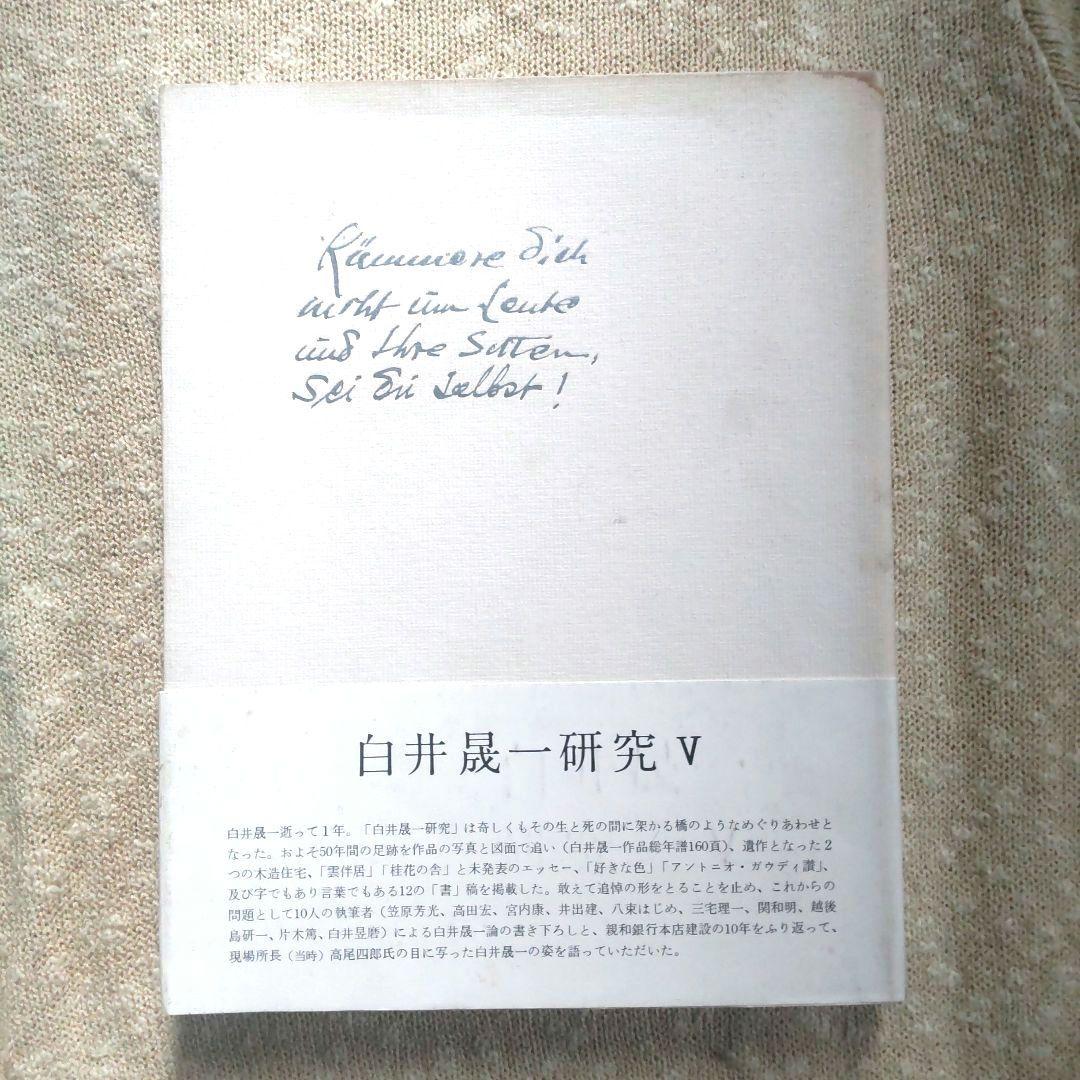 Kümmere dich
nicht um Leute
und Ihre Sitten,
sei du selbst!
白井晟一研究 V
白井晟一逝って1年。「白井晟一研究」は奇しくもその生と死の間に架かる橋のようなめぐりあわせと
なった。およそ50年間の足跡を作品の写真と図面で追い(白井晟一作品総年譜160頁)、遺作となった2
つの木造住宅、「雲伴居」「桂花の舎」と未発表のエッセー、「好きな色」「アントニオ・ガウディ讃」、
及び字でもあり言葉でもある12の「書」稿を掲載した。敢えて追悼の形をとることを止め、これからの
問題として10人の執筆者(笠原芳光、高田宏、宮内康、井出建、八束はじめ、三宅理一、関和明、越後
島研一、片木篤、白井昱磨)による白井晟一論の書き下ろしと、親和銀行本店建設の10年をふり返って、
現場所長(当時)高尾四郎氏の目に写った白井晟一の姿を語っていただいた。